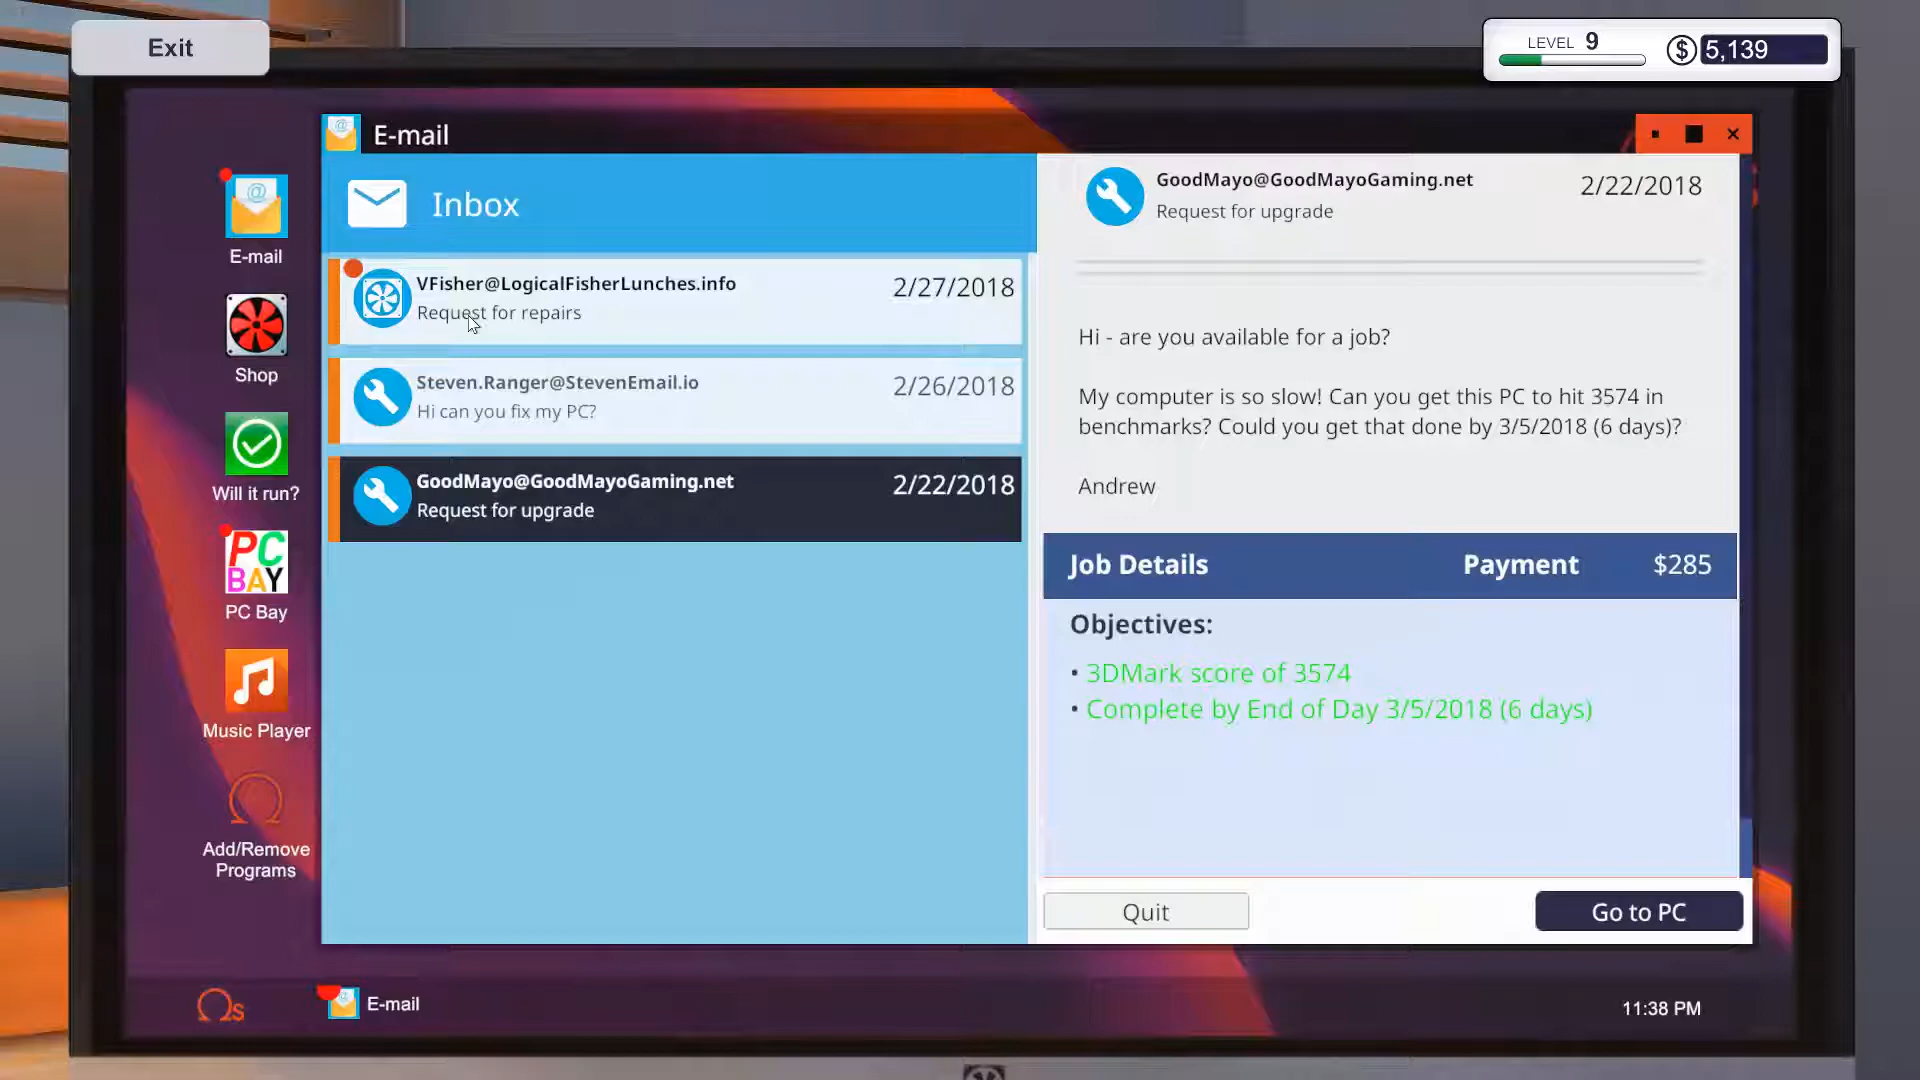 Exit
LEVEL 9
$ 5,139
E-mail
Inbox
VFisher@LogicalFisherLunches.info
2/27/2018
Request for repairs
Steven.Ranger@StevenEmail.io
2/26/2018
Hi can you fix my PC?
GoodMayo@GoodMayoGaming.net
2/22/2018
Request for upgrade
GoodMayo@GoodMayoGaming.net
2/22/2018
Request for upgrade
Hi - are you available for a job?
My computer is so slow! Can you get this PC to hit 3574 in
benchmarks? Could you get that done by 3/5/2018 (6 days)?
Andrew
Job Details
Payment
$285
Objectives:
• 3DMark score of 3574
• Complete by End of Day 3/5/2018 (6 days)
Quit
Go to PC
E-mail
Shop
Will it run?
PC
BAY
PC Bay
Music Player
Add/Remove
Programs
Ωs
E-mail
11:38 PM